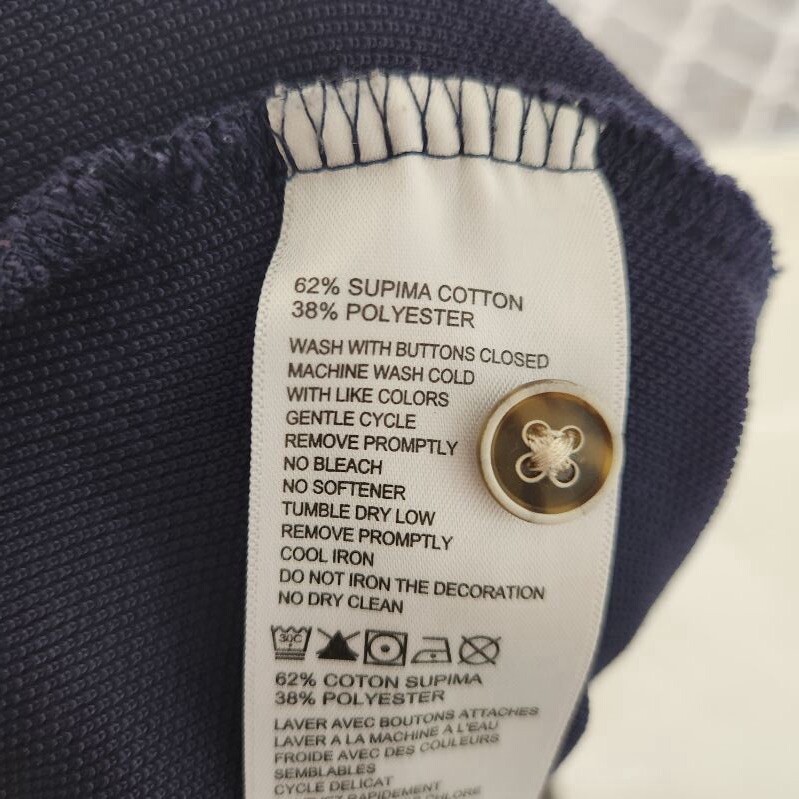 62% SUPIMA COTTON
38% POLYESTER
WASH WITH BUTTONS CLOSED
MACHINE WASH COLD
WITH LIKE COLORS
GENTLE CYCLE
REMOVE PROMPTLY
NO BLEACH
NO SOFTENER
TUMBLE DRY LOW
REMOVE PROMPTLY
COOL IRON
DO NOT IRON THE DECORATION
NO DRY CLEAN
30C
62% COTON SUPIMA
38% POLYESTER
LAVER AVEC BOUTONS ATTACHES
LAVER A LA MACHINE À L'EAU
FROIDE AVEC DES COULEURS
SEMBLABLES
CYCLE DELICAT
RAPIDEMENT
CHLORE